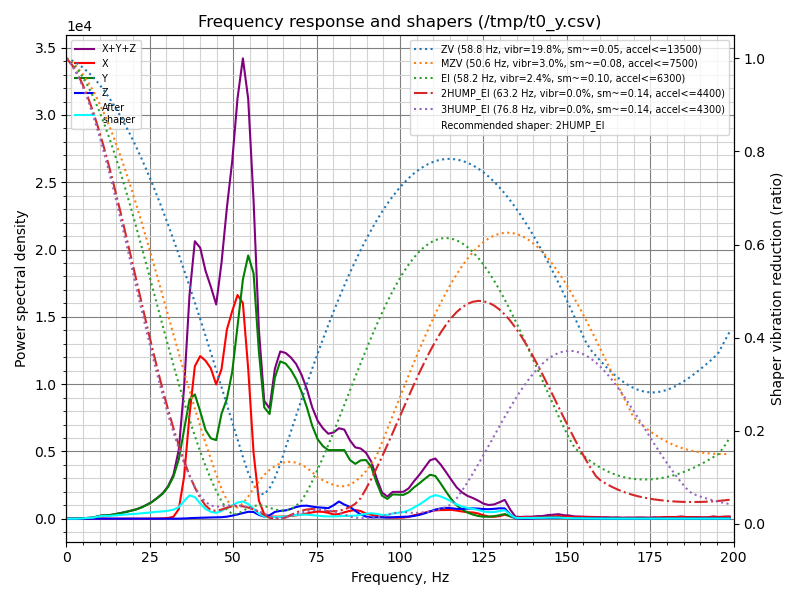 Frequency response and shapers (/tmp/t0_y.csv)
1e4
X+Y+Z
X
Y
Z
After
shaper
ZV (58.8 Hz, vibr=19.8%, sm~=0.05, accel<=13500)
MZV (50.6 Hz, vibr=3.0%, sm~=0.08, accel<=7500)
EI (58.2 Hz, vibr=2.4%, sm~=0.10, accel<=6300)
2HUMP_EI (63.2 Hz, vibr=0.0%, sm~=0.14, accel<=4400)
3HUMP_EI (76.8 Hz, vibr=0.0%, sm~=0.14, accel<=4300)
Recommended shaper: 2HUMP_EI
Power spectral density
3.5
3.0
2.5
2.0
1.5
1.0
0.5
0.0
1.0
0.8
0.6
0.4
0.2
0.0
Shaper vibration reduction (ratio)
0 25 50 75 100 125 150 175 200
Frequency, Hz